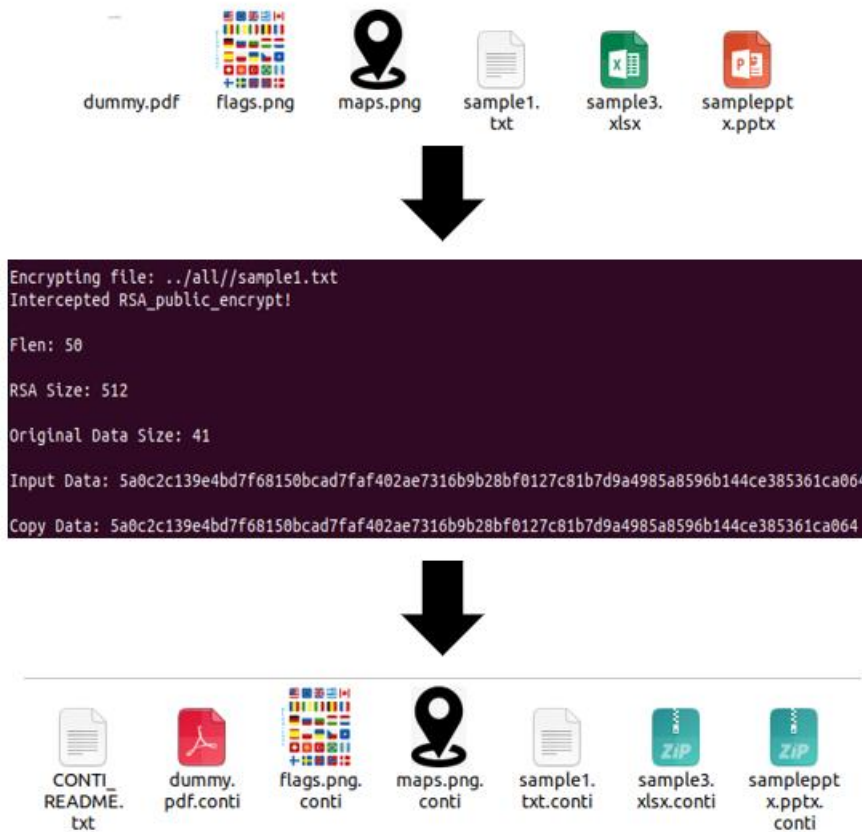 dummy.pdf
flags.png
maps.png
sample1.
txt
sample3.
xlsx
sampleppt
x.pptx
Encrypting file: ../all//sample1.txt
Intercepted RSA_public_encrypt!
Flen: 50
RSA Size: 512
Original Data Size: 41
Input Data: 5a0c2c139e4bd7f68150bcad7faf402ae7316b9b28bf0127c81b7d9a4985a8596b144ce385361ca064
Copy Data: 5a0c2c139e4bd7f68150bcad7faf402ae7316b9b28bf0127c81b7d9a4985a8596b144ce385361ca064
CONTI_
README.
txt
dummy.
pdf.conti
flags.png.
conti
maps.png.
conti
sample1.
txt.conti
ZiP
sample3.
xlsx.conti
ZiP
sampleppt
x.pptx.
conti